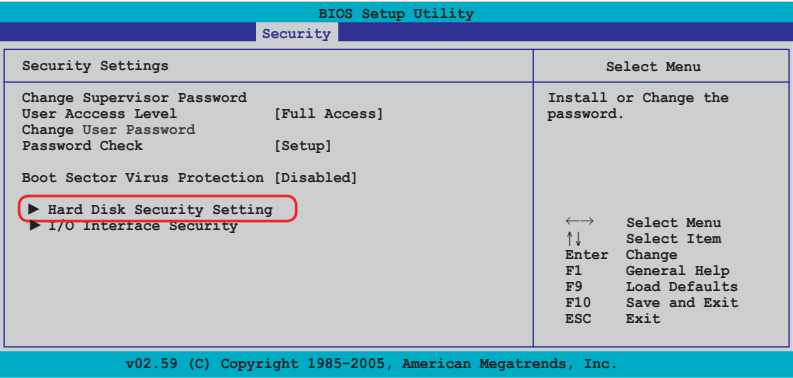 BIOS Setup Utility
Security
Security Settings
Change Supervisor Password
User Acccess Level [Full Access]
Change User Password
Password Check [Setup]
Boot Sector Virus Protection [Disabled]
▶ Hard Disk Security Setting
▶ I/O Interface Security
Select Menu
Install or Change the
password.
←→ Select Menu
↑↓ Select Item
Enter Change
F1 General Help
F9 Load Defaults
F10 Save and Exit
ESC Exit
v02.59 (C) Copyright 1985-2005, American Megatrends, Inc.